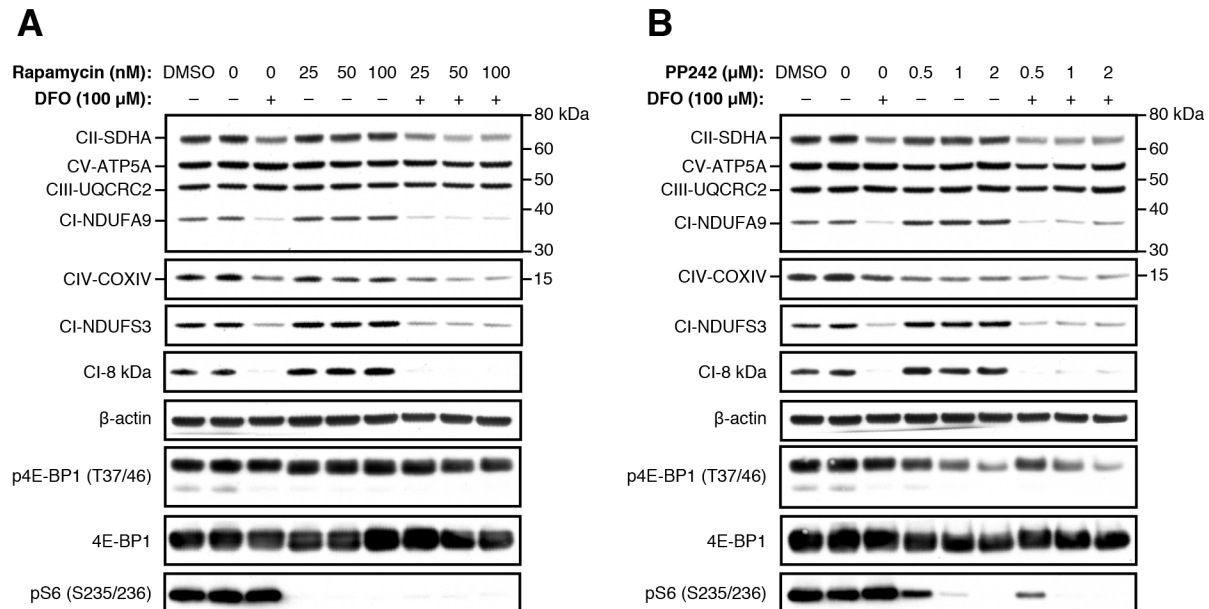 A
Rapamycin (nM): DMSO 0 0 25 50 100 25 50 100
DFO (100 µM): – – + – – – + + +
80 kDa
CII-SDHA
60
CV-ATP5A
50
CIII-UQCRC2
40
CI-NDUFA9
30
CIV-COXIV
15
CI-NDUFS3
CI-8 kDa
β-actin
p4E-BP1 (T37/46)
4E-BP1
pS6 (S235/236)
B
PP242 (µM): DMSO 0 0 0.5 1 2 0.5 1 2
DFO (100 µM): – – + – – – + + +
80 kDa
CII-SDHA
60
CV-ATP5A
50
CIII-UQCRC2
40
CI-NDUFA9
30
CIV-COXIV
15
CI-NDUFS3
CI-8 kDa
β-actin
p4E-BP1 (T37/46)
4E-BP1
pS6 (S235/236)